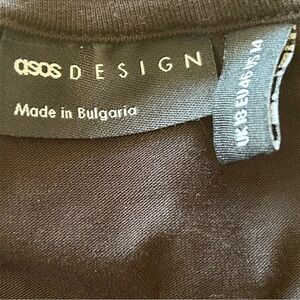 asos DESIGN
Made in Bulgaria
UK 18 EU 46 US 14